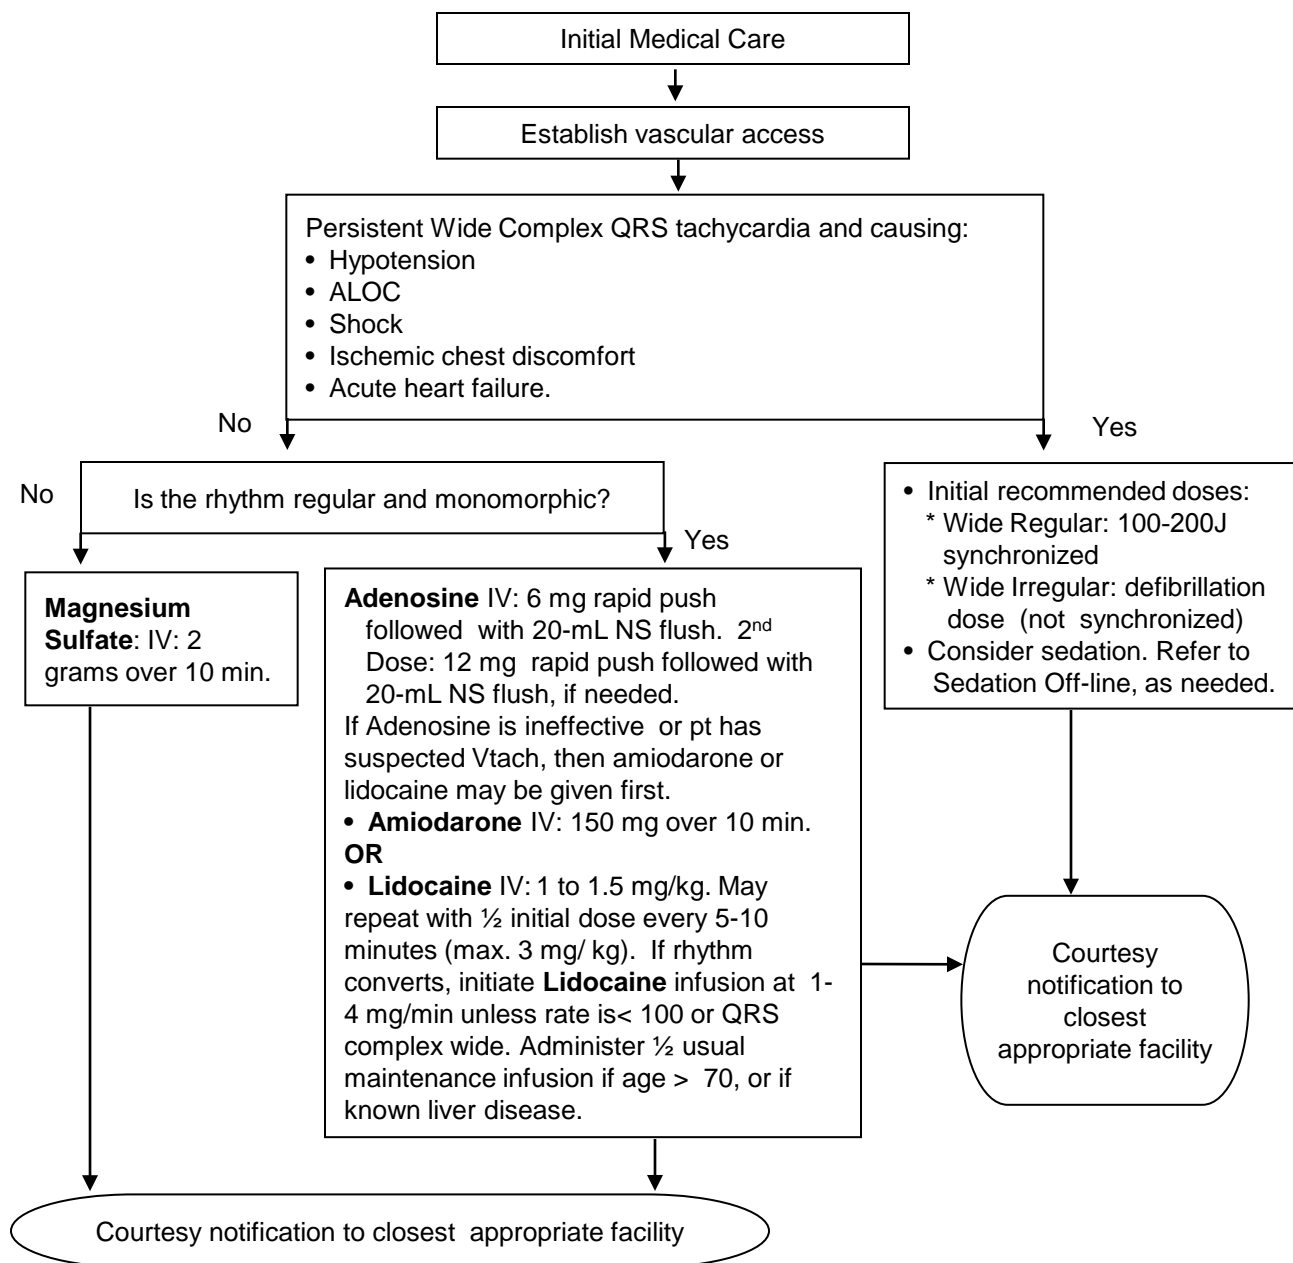 Initial Medical Care
Establish vascular access
Persistent Wide Complex QRS tachycardia and causing:
• Hypotension
• ALOC
• Shock
• Ischemic chest discomfort
• Acute heart failure.
No
Yes
No
Is the rhythm regular and monomorphic?
Yes
• Initial recommended doses:
* Wide Regular: 100-200J
synchronized
* Wide Irregular: defibrillation
dose (not synchronized)
• Consider sedation. Refer to
Sedation Off-line, as needed.
Magnesium
Sulfate: IV: 2
grams over 10 min.
Adenosine IV: 6 mg rapid push
followed with 20-mL NS flush. 2nd
Dose: 12 mg rapid push followed with
20-mL NS flush, if needed.
If Adenosine is ineffective or pt has
suspected Vtach, then amiodarone or
lidocaine may be given first.
• Amiodarone IV: 150 mg over 10 min.
OR
• Lidocaine IV: 1 to 1.5 mg/kg. May
repeat with ½ initial dose every 5-10
minutes (max. 3 mg/ kg). If rhythm
converts, initiate Lidocaine infusion at 1-
4 mg/min unless rate is< 100 or QRS
complex wide. Administer ½ usual
maintenance infusion if age > 70, or if
known liver disease.
Courtesy
notification to
closest
appropriate facility
Courtesy notification to closest appropriate facility